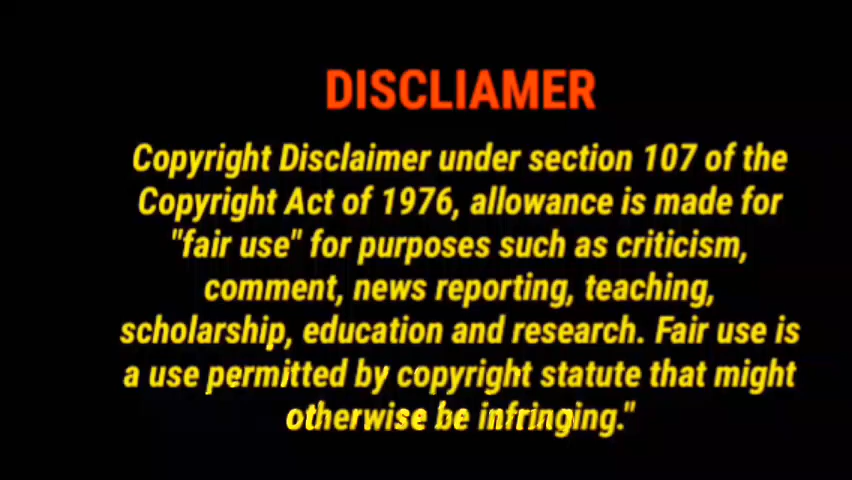 DISCLIAMER
Copyright Disclaimer under section 107 of the
Copyright Act of 1976, allowance is made for
"fair use" for purposes such as criticism,
comment, news reporting, teaching,
scholarship, education and research. Fair use is
a use permitted by copyright statute that might
otherwise be infringing."